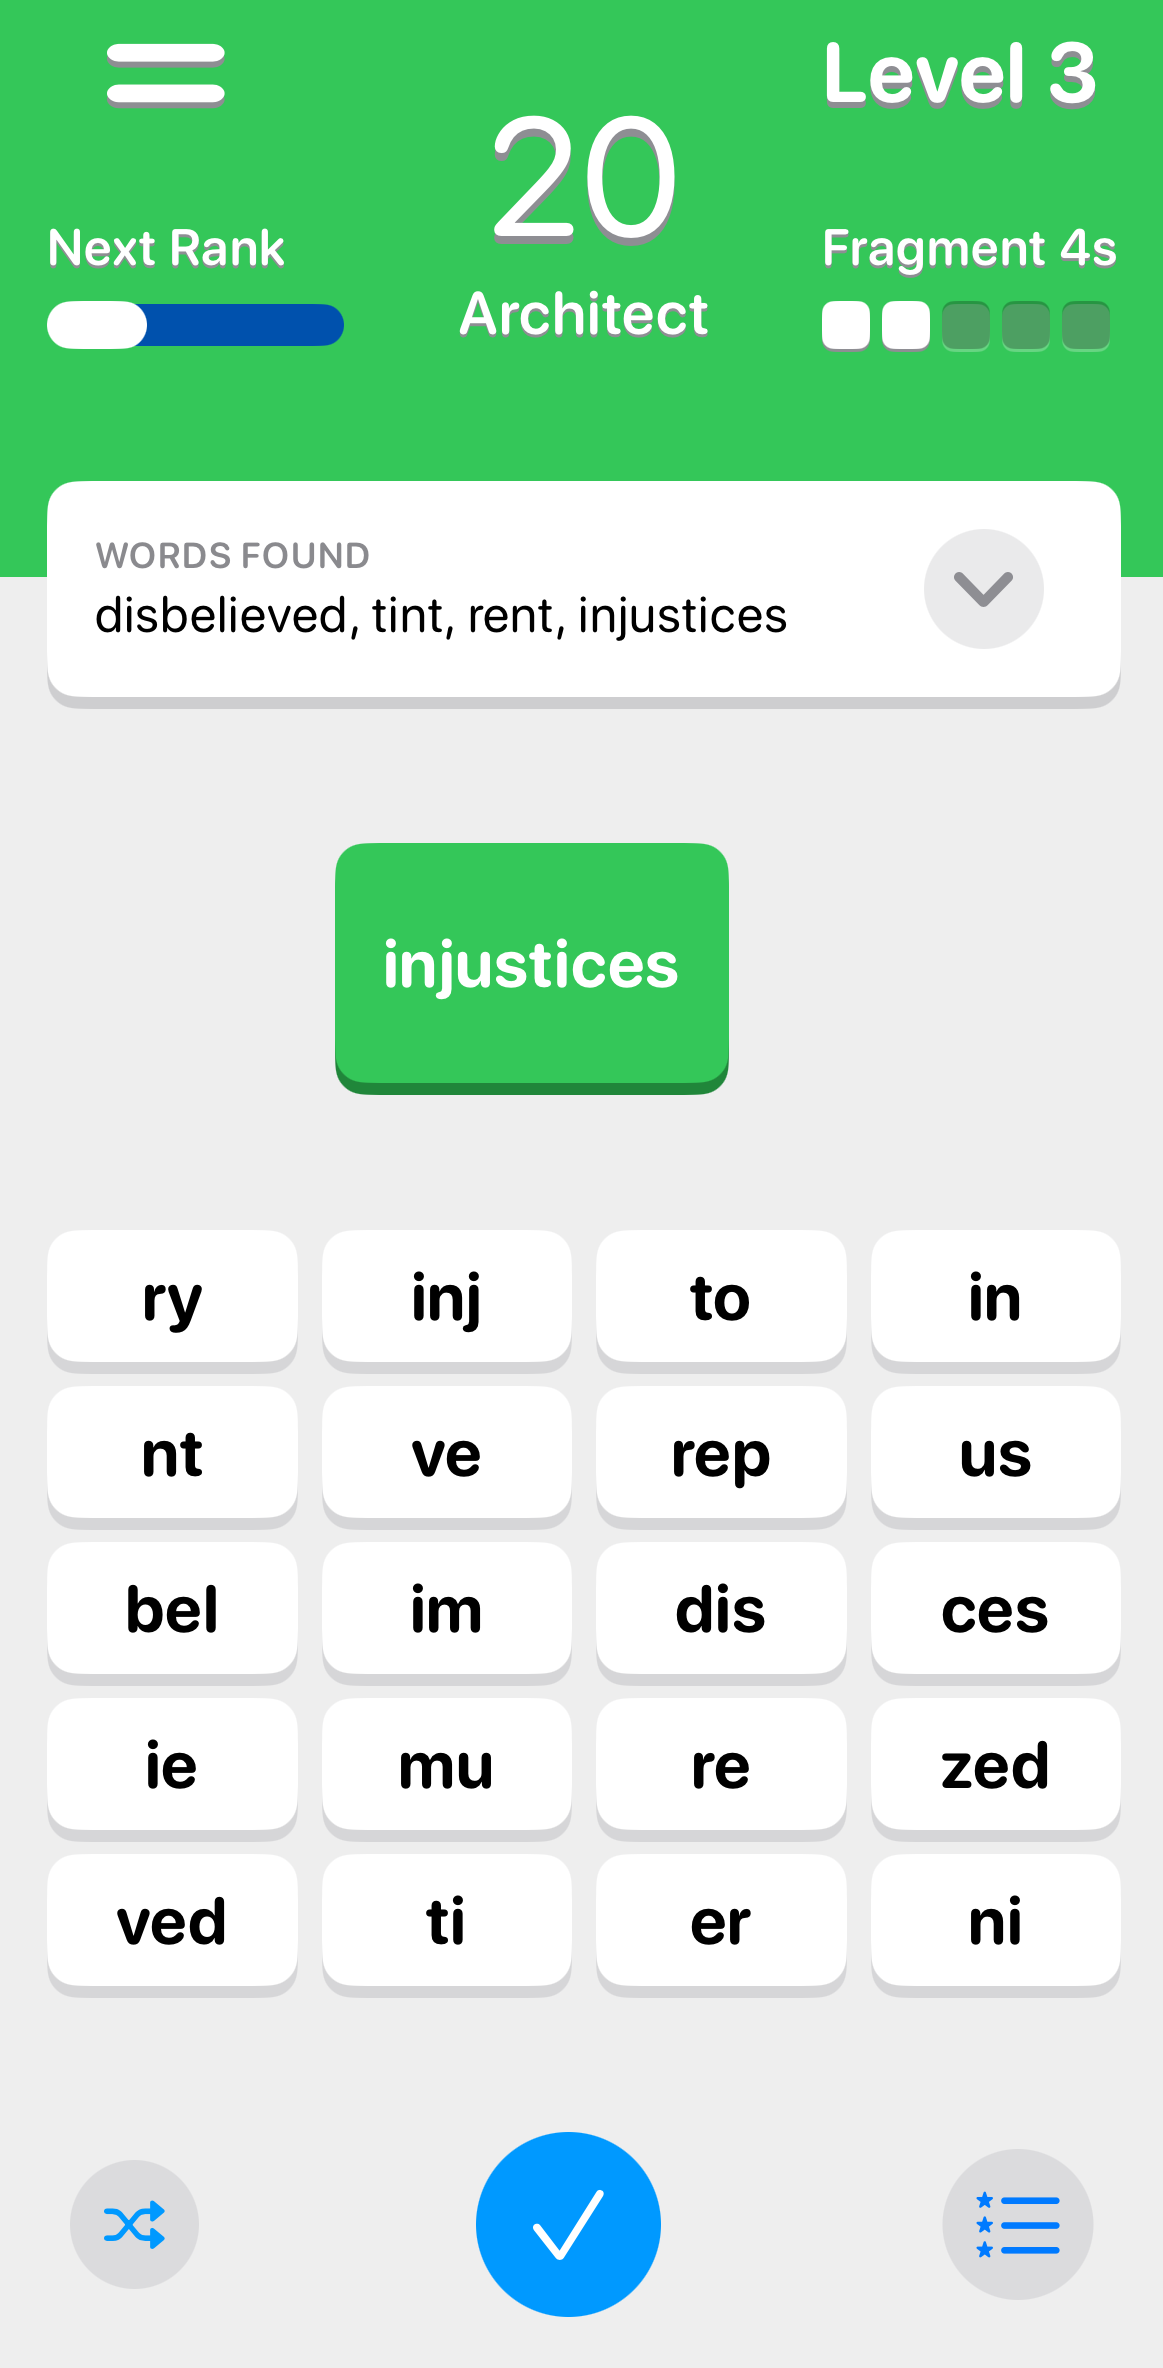 Level 3
20
Next Rank
Architect
Fragment 4s
WORDS FOUND
disbelieved, tint, rent, injustices
injustices
ry inj to in
nt ve rep us
bel im dis ces
ie mu re zed
ved ti er ni